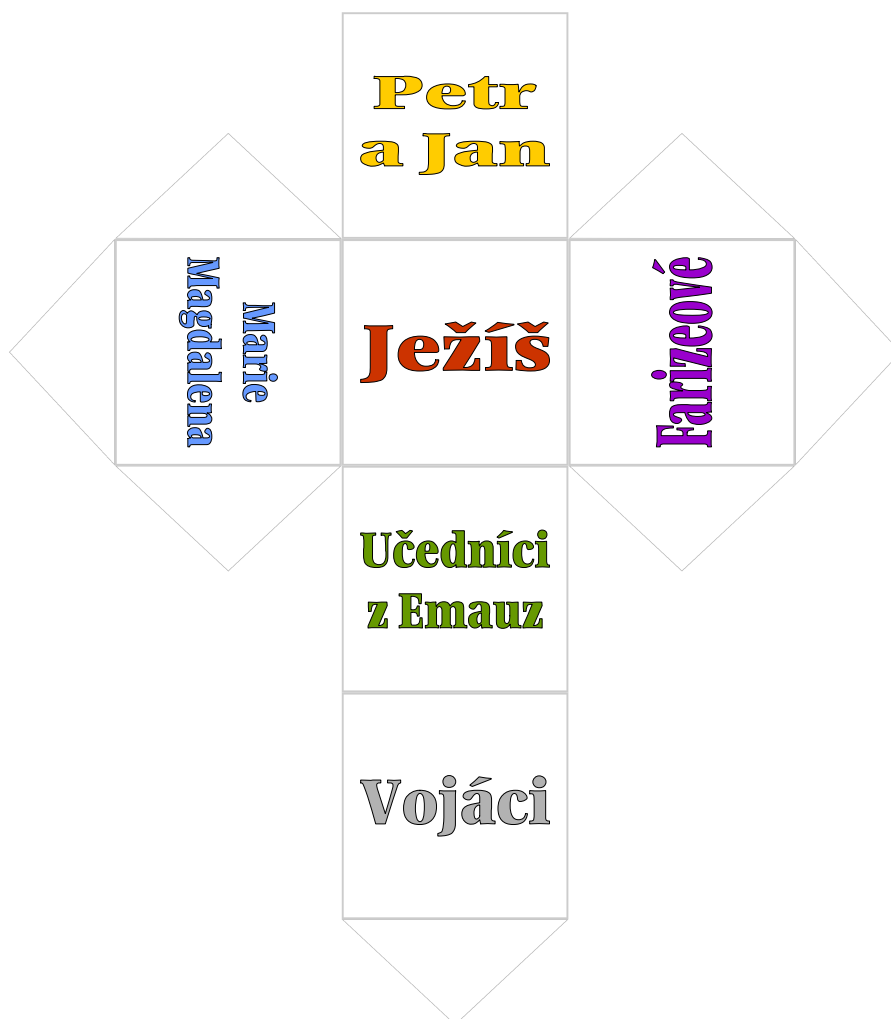 Petr
a Jan
Marie
Magdalena
Ježíš
Farizeové
Učedníci
z Emauz
Vojáci